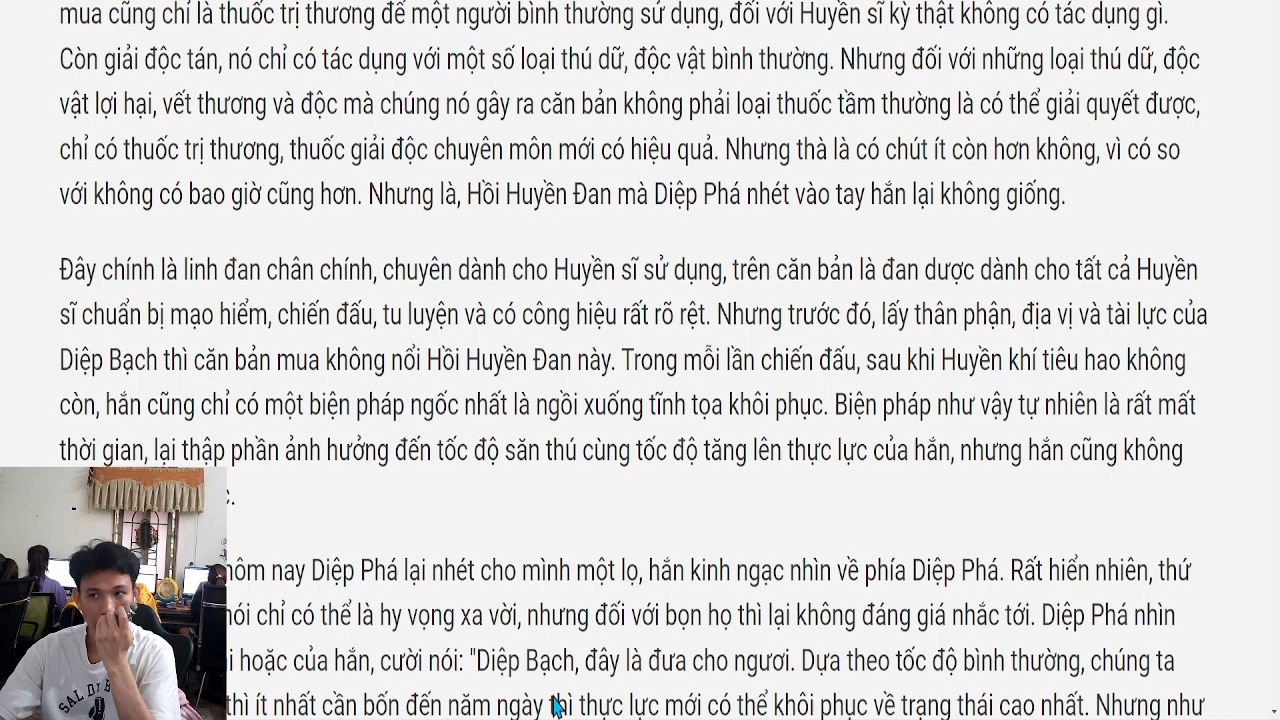 mua cũng chỉ là thuốc trị thương để một người bình thường sử dụng, đối với Huyền sĩ kỳ thật không có tác dụng gì.
Còn giải độc tán, nó chỉ có tác dụng với một số loại thú dữ, độc vật bình thường. Nhưng đối với những loại thú dữ, độc
vật lợi hại, vết thương và độc mà chúng nó gây ra căn bản không phải loại thuốc tầm thường là có thể giải quyết được,
chỉ có thuốc trị thương, thuốc giải độc chuyên môn mới có hiệu quả. Nhưng thà là có chút ít còn hơn không, vì có so
với không có bao giờ cũng hơn. Nhưng là, Hồi Huyền Đan mà Diệp Phá nhét vào tay hắn lại không giống.
Đây chính là linh đan chân chính, chuyên dành cho Huyền sĩ sử dụng, trên căn bản là đan dược dành cho tất cả Huyền
sĩ chuẩn bị mạo hiểm, chiến đấu, tu luyện và có công hiệu rất rõ rệt. Nhưng trước đó, lấy thân phận, địa vị và tài lực của
Diệp Bạch thì căn bản mua không nổi Hồi Huyền Đan này. Trong mỗi lần chiến đấu, sau khi Huyền khí tiêu hao không
còn, hắn cũng chỉ có một biện pháp ngốc nhất là ngồi xuống tĩnh tọa khôi phục. Biện pháp như vậy tự nhiên là rất mất
thời gian, lại thập phần ảnh hưởng đến tốc độ săn thú cùng tốc độ tăng lên thực lực của hắn, nhưng hắn cũng không
c.
hôm nay Diệp Phá lại nhét cho mình một lọ, hắn kinh ngạc nhìn về phía Diệp Phá. Rất hiển nhiên, thứ
nói chỉ có thể là hy vọng xa vời, nhưng đối với bọn họ thì lại không đáng giá nhắc tới. Diệp Phá nhìn
i hoặc của hắn, cười nói: "Diệp Bạch, đây là đưa cho ngươi. Dựa theo tốc độ bình thường, chúng ta
thì ít nhất cần bốn đến năm ngày thì thực lực mới có thể khôi phục về trạng thái cao nhất. Nhưng như